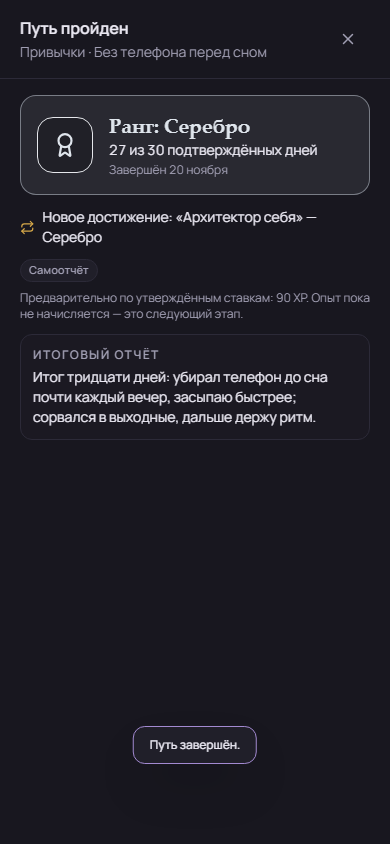 Путь пройден
Привычки · Без телефона перед сном
Ранг: Серебро
27 из 30 подтверждённых дней
Завершён 20 ноября
Новое достижение: «Архитектор себя» —
Серебро
Самоотчёт
Предварительно по утверждённым ставкам: 90 XP. Опыт пока
не начисляется — это следующий этап.
ИТОГОВЫЙ ОТЧЁТ
Итог тридцати дней: убирал телефон до сна
почти каждый вечер, засыпаю быстрее;
сорвался в выходные, дальше держу ритм.
Путь завершён.